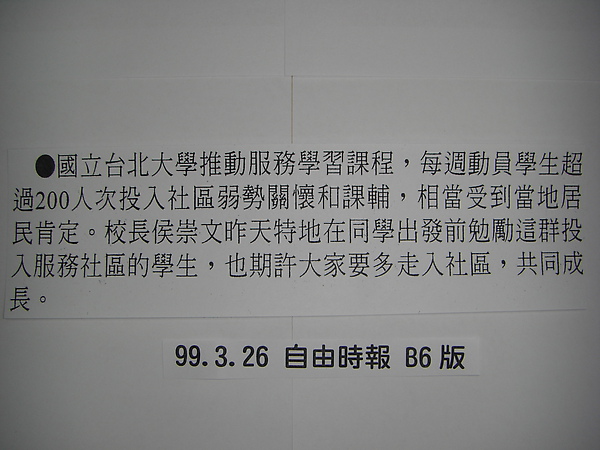 ●國立台北大學推動服務學習課程，每週動員學生超
過200人次投入社區弱勢關懷和課輔，相當受到當地居
民肯定。校長侯崇文昨天特地在同學出發前勉勵這群投
入服務社區的學生，也期許大家要多走入社區，共同成
長。
99.3.26 自由時報 B6版